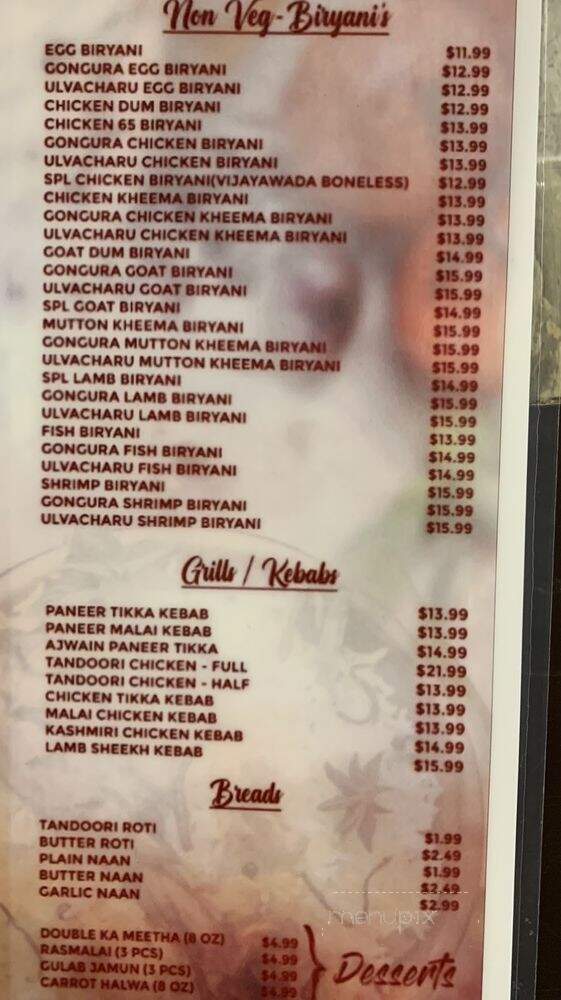 Non Veg-Biryani's
EGG BIRYANI $11.99
GONGURA EGG BIRYANI $12.99
ULVACHARU EGG BIRYANI $12.99
CHICKEN DUM BIRYANI $12.99
CHICKEN 65 BIRYANI $13.99
GONGURA CHICKEN BIRYANI $13.99
ULVACHARU CHICKEN BIRYANI $13.99
SPL CHICKEN BIRYANI(VIJAYAWADA BONELESS) $12.99
CHICKEN KHEEMA BIRYANI $13.99
GONGURA CHICKEN KHEEMA BIRYANI $13.99
ULVACHARU CHICKEN KHEEMA BIRYANI $13.99
GOAT DUM BIRYANI $14.99
GONGURA GOAT BIRYANI $15.99
ULVACHARU GOAT BIRYANI $15.99
SPL GOAT BIRYANI $14.99
MUTTON KHEEMA BIRYANI $15.99
GONGURA MUTTON KHEEMA BIRYANI $15.99
ULVACHARU MUTTON KHEEMA BIRYANI $15.99
SPL LAMB BIRYANI $14.99
GONGURA LAMB BIRYANI $15.99
ULVACHARU LAMB BIRYANI $15.99
FISH BIRYANI $13.99
GONGURA FISH BIRYANI $14.99
ULVACHARU FISH BIRYANI $14.99
SHRIMP BIRYANI $15.99
GONGURA SHRIMP BIRYANI $15.99
ULVACHARU SHRIMP BIRYANI $15.99
Grills / Kebabs
PANEER TIKKA KEBAB $13.99
PANEER MALAI KEBAB $13.99
AJWAIN PANEER TIKKA $14.99
TANDOORI CHICKEN - FULL $21.99
TANDOORI CHICKEN - HALF $13.99
CHICKEN TIKKA KEBAB $13.99
MALAI CHICKEN KEBAB $13.99
KASHMIRI CHICKEN KEBAB $14.99
LAMB SHEEKH KEBAB $15.99
Breads
TANDOORI ROTI $1.99
BUTTER ROTI $2.49
PLAIN NAAN $1.99
BUTTER NAAN $2.49
GARLIC NAAN $2.99
menupix
DOUBLE KA MEETHA (8 OZ) $4.99
RASMALAI (3 PCS) $4.99
GULAB JAMUN (3 PCS) $4.99
CARROT HALWA (8 OZ) $4.99
Desserts